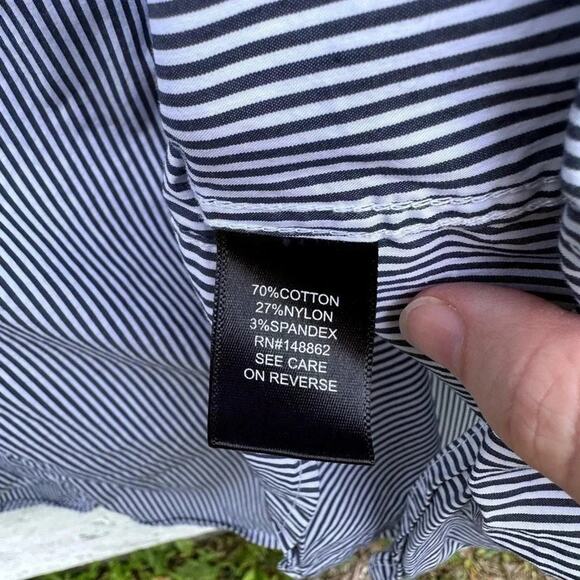 70%COTTON
27%NYLON
3%SPANDEX
RN#148862
SEE CARE
ON REVERSE